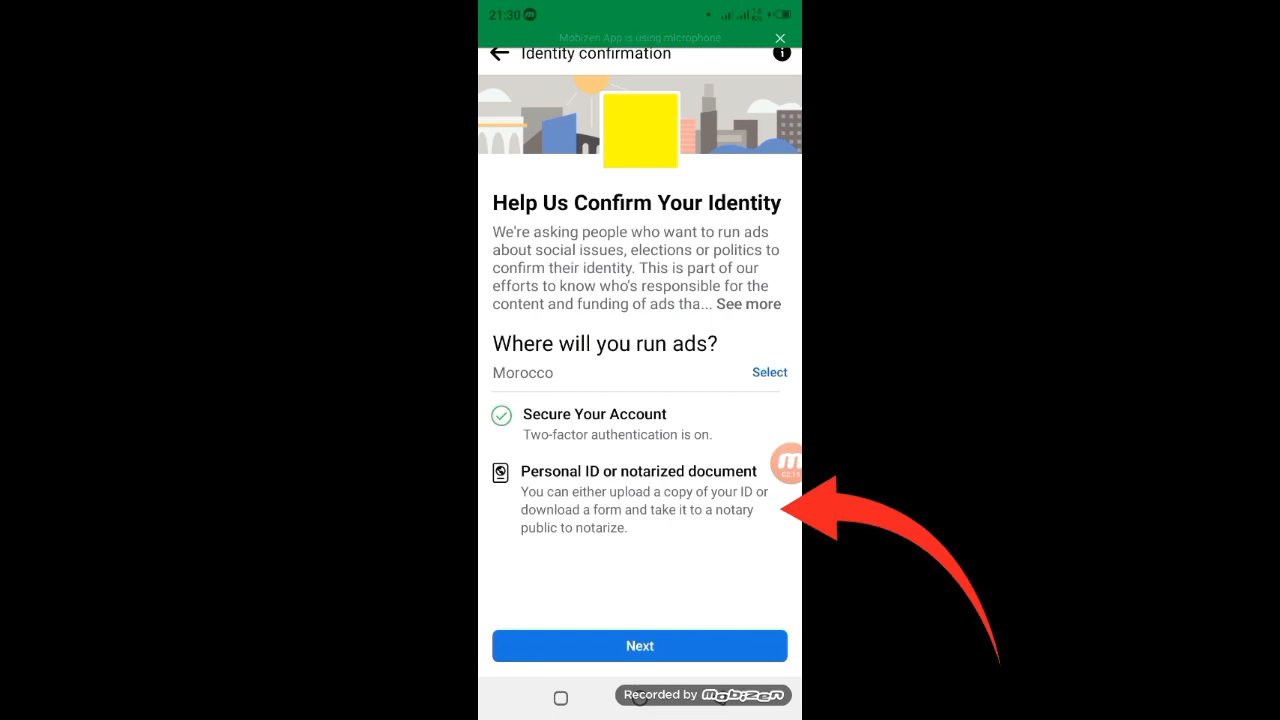 21:30
Mobizen App is using microphone
Identity confirmation
Help Us Confirm Your Identity
We're asking people who want to run ads
about social issues, elections or politics to
confirm their identity. This is part of our
efforts to know who's responsible for the
content and funding of ads tha... See more
Where will you run ads?
Morocco
Select
Secure Your Account
Two-factor authentication is on.
Personal ID or notarized document
You can either upload a copy of your ID or
download a form and take it to a notary
public to notarize.
Next
Recorded by mobizen